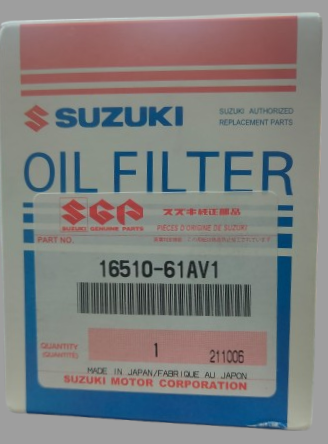 SUZUKI
SUZUKI AUTHORIZED
REPLACEMENT PARTS
OIL FILTER
SGP
スズキ純正部品
SUZUKI GENUINE PARTS
PIÈCES D'ORIGINE DE SUZUKI
PART NO.
16510-61AV1
QUANTITY
(QUANTITÉ)
1
211006
MADE IN JAPAN/FABRIQUE AU JAPON
SUZUKI MOTOR CORPORATION